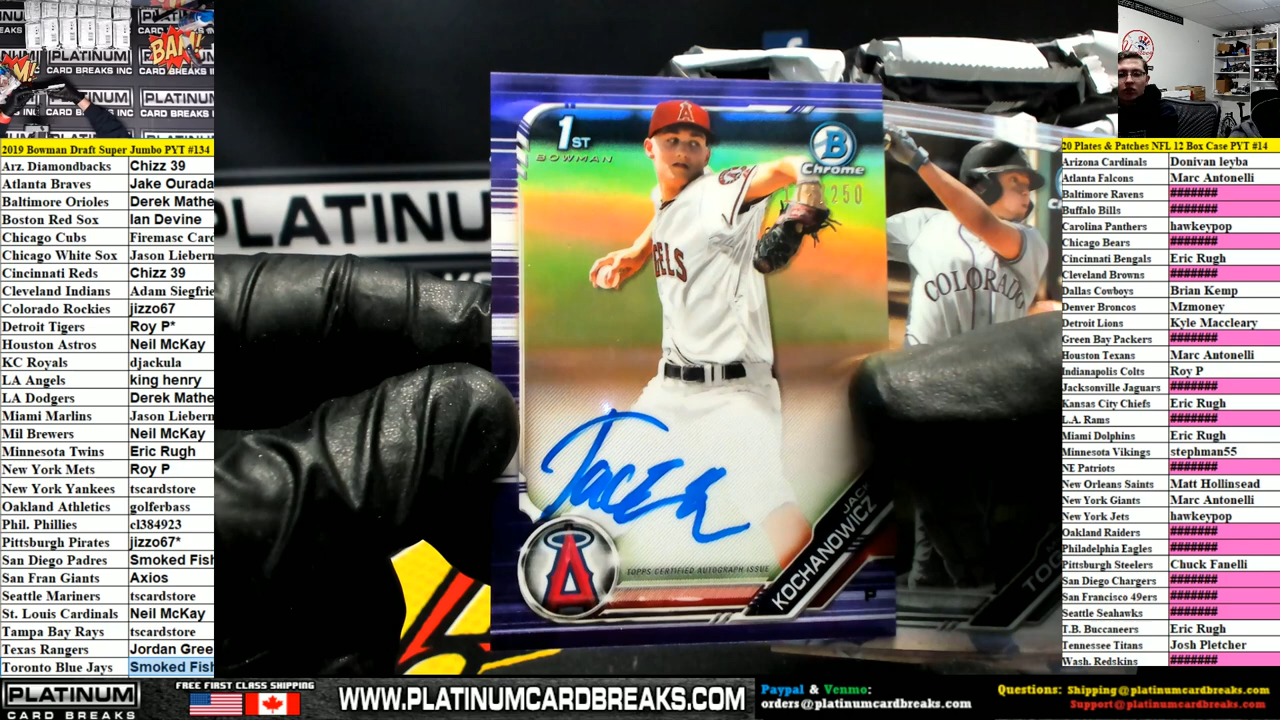 PLATINUM
CARD BREAKS INC
BAM!
2019 Bowman Draft Super Jumbo PYT #134
Arz. Diamondbacks Chizz 39
Atlanta Braves Jake Ourada
Baltimore Orioles Derek Mathe
Boston Red Sox Ian Devine
Chicago Cubs Firemasc Card
Chicago White Sox Jason Lieberm
Cincinnati Reds Chizz 39
Cleveland Indians Adam Siegfrie
Colorado Rockies jizzo67
Detroit Tigers Roy P*
Houston Astros Neil McKay
KC Royals djackula
LA Angels king henry
LA Dodgers Derek Mathe
Miami Marlins Jason Lieberm
Mil Brewers Neil McKay
Minnesota Twins Eric Rugh
New York Mets Roy P
New York Yankees tscardstore
Oakland Athletics golferbass
Phil. Phillies cl384923
Pittsburgh Pirates jizzo67*
San Diego Padres Smoked Fish
San Fran Giants Axios
Seattle Mariners tscardstore
St. Louis Cardinals Neil McKay
Tampa Bay Rays tscardstore
Texas Rangers Jordan Gree
Toronto Blue Jays Smoked Fish
PLATINUM
1ST
BOWMAN
B
Chrome
250
A
GELS
COLORADO
Jacek
JACK
KOCHANOWICZ
TOPPS CERTIFIED AUTOGRAPH ISSUE
A
P
20 Plates & Patches NFL 12 Box Case PYT #14
Arizona Cardinals Donivan leyba
Atlanta Falcons Marc Antonelli
Baltimore Ravens #######
Buffalo Bills #######
Carolina Panthers hawkeypop
Chicago Bears #######
Cincinnati Bengals Eric Rugh
Cleveland Browns #######
Dallas Cowboys Brian Kemp
Denver Broncos Mzmoney
Detroit Lions Kyle Maccleary
Green Bay Packers #######
Houston Texans Marc Antonelli
Indianapolis Colts Roy P
Jacksonville Jaguars #######
Kansas City Chiefs Eric Rugh
L.A. Rams #######
Miami Dolphins Eric Rugh
Minnesota Vikings stephman55
NE Patriots #######
New Orleans Saints Matt Hollinsead
New York Giants Marc Antonelli
New York Jets hawkeypop
Oakland Raiders #######
Philadelphia Eagles #######
Pittsburgh Steelers Chuck Fanelli
San Diego Chargers #######
San Francisco 49ers #######
Seattle Seahawks #######
T.B. Buccaneers Eric Rugh
Tennessee Titans Josh Pletcher
Wash. Redskins #######
PLATINUM
CARD BREAKS
FREE FIRST CLASS SHIPPING
WWW.PLATINUMCARDBREAKS.COM
Paypal & Venmo:
orders@platinumcardbreaks.com
Questions: Shipping@platinumcardbreaks.com
Support@platinumcardbreaks.com